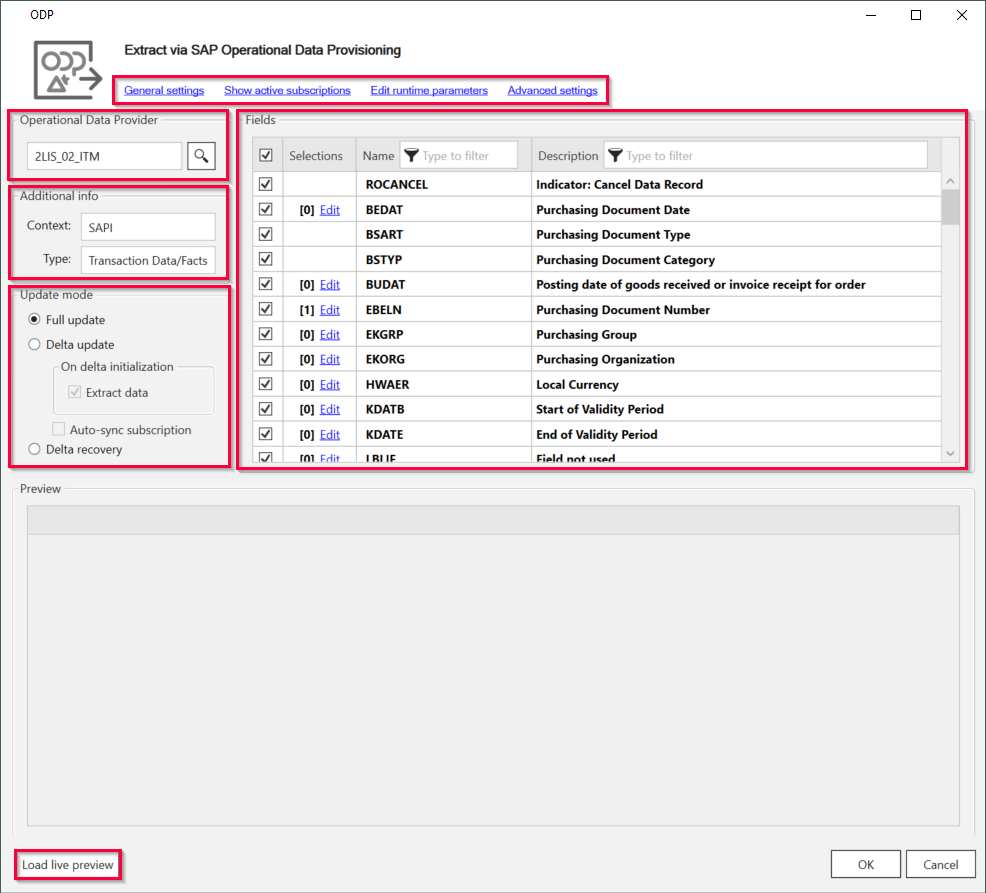 ODP
Extract via SAP Operational Data Provisioning
General settings Show active subscriptions Edit runtime parameters Advanced settings
Operational Data Provider
2LIS_02_ITM
Additional info
Context: SAPI
Type: Transaction Data/Facts
Update mode
Full update
Delta update
On delta initialization
Extract data
Auto-sync subscription
Delta recovery
Fields
Selections Name Type to filter Description Type to filter
ROCANCEL Indicator: Cancel Data Record
[0] Edit BEDAT Purchasing Document Date
BSART Purchasing Document Type
BSTYP Purchasing Document Category
[0] Edit BUDAT Posting date of goods received or invoice receipt for order
[1] Edit EBELN Purchasing Document Number
[0] Edit EKGRP Purchasing Group
[0] Edit EKORG Purchasing Organization
[0] Edit HWAER Local Currency
[0] Edit KDATB Start of Validity Period
[0] Edit KDATE End of Validity Period
[0] Edit LBLIF Field not used
Preview
Load live preview
OK Cancel